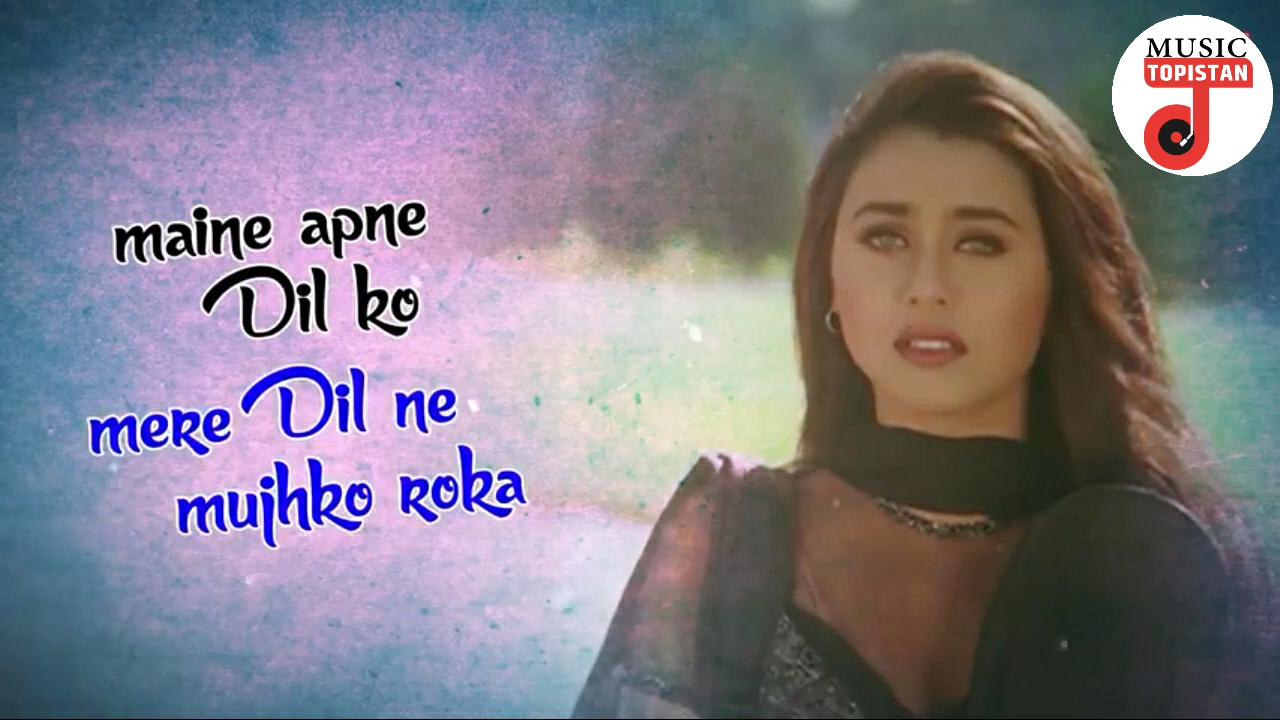 MUSIC
TOPISTAN
maine apne
Dil ko
mere Dil ne
mujhko roka